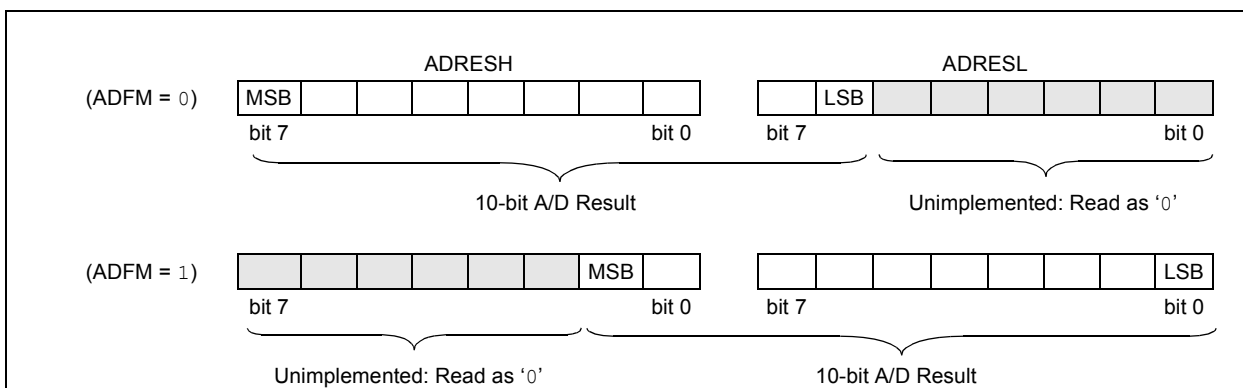 ADRESH ADRESL
(ADFM = 0) MSB LSB
bit 7 bit 0 bit 7 bit 0
10-bit A/D Result Unimplemented: Read as ‘0’
(ADFM = 1) MSB LSB
bit 7 bit 0 bit 7 bit 0
Unimplemented: Read as ‘0’ 10-bit A/D Result